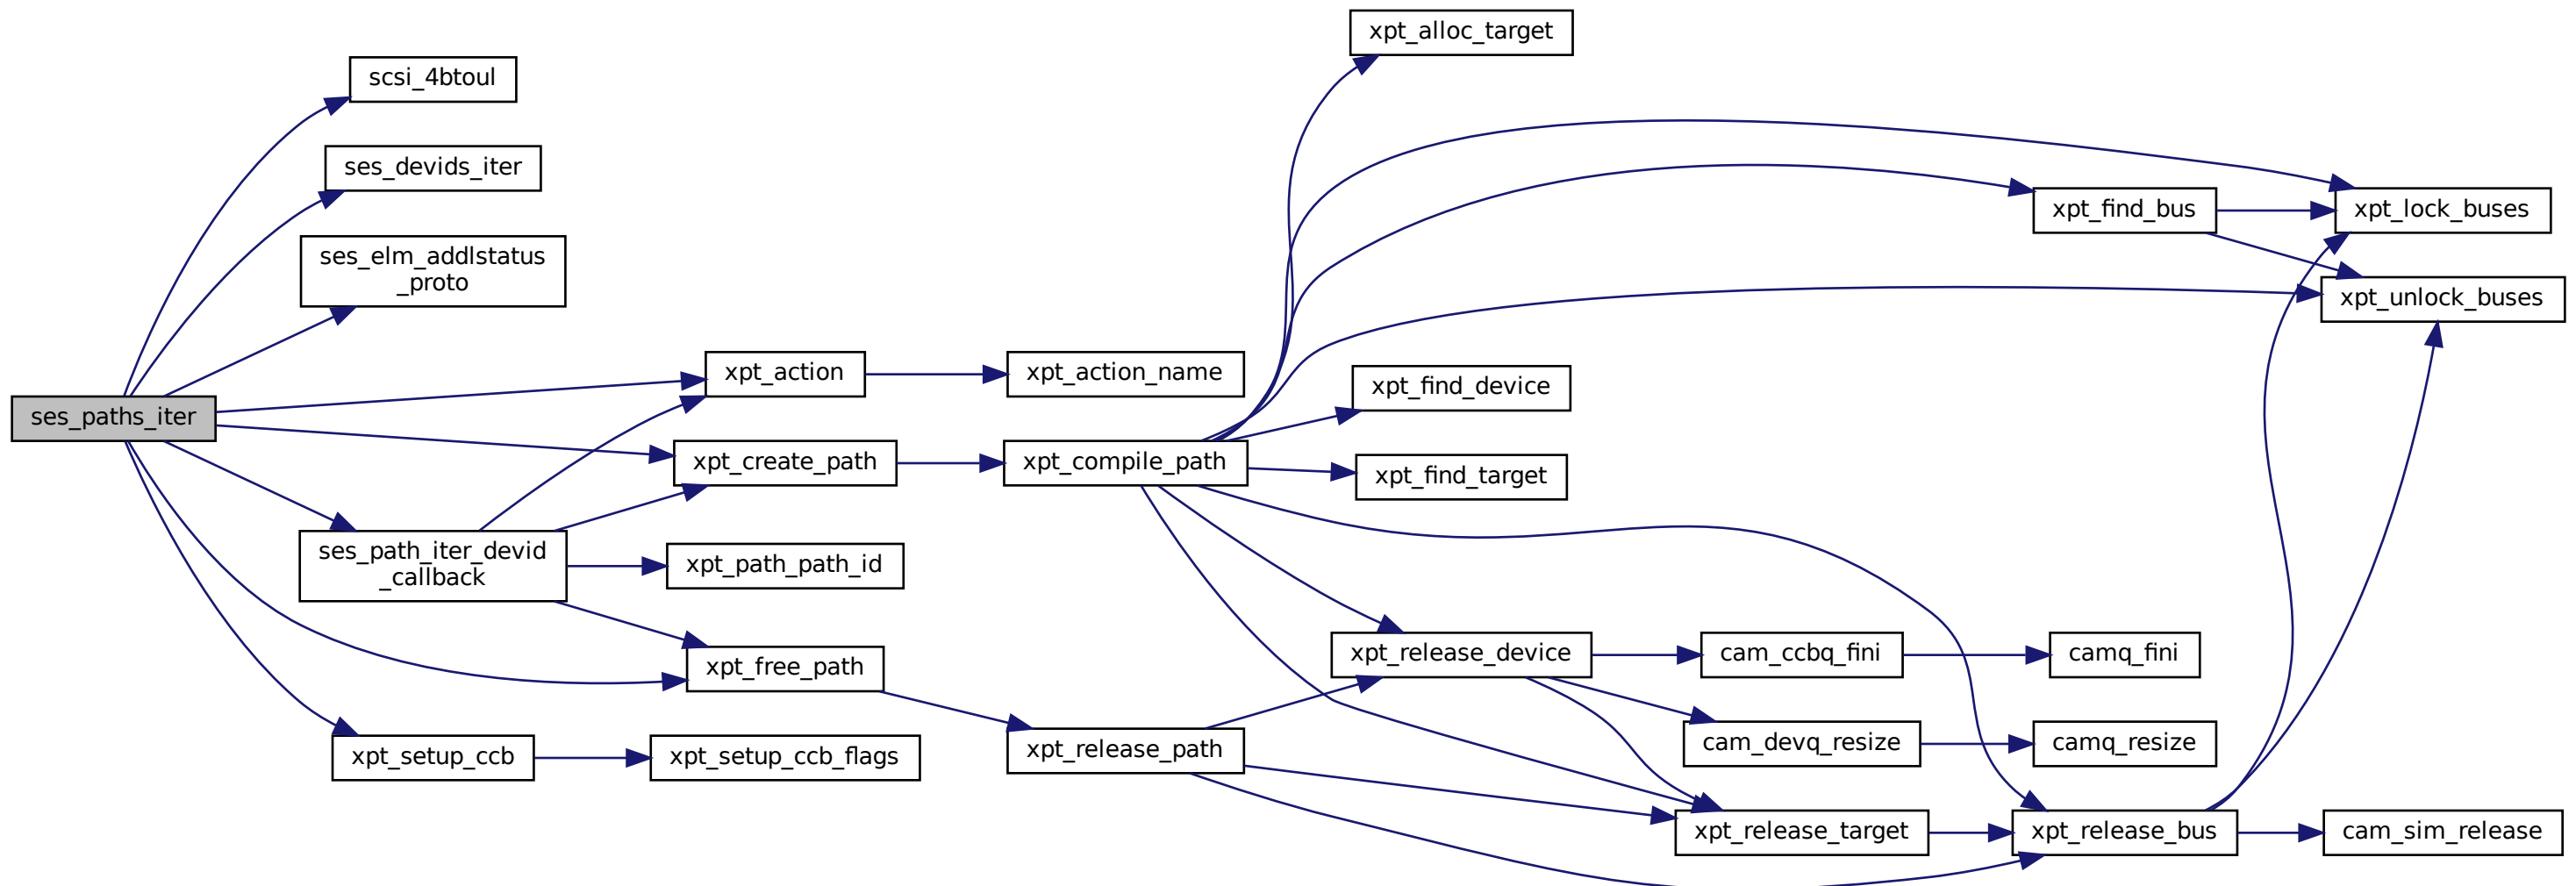 xpt_alloc_target
scsi_4btoul
ses_devids_iter
xpt_find_bus
xpt_lock_buses
ses_elm_addlstatus
_proto
xpt_unlock_buses
xpt_action
xpt_action_name
xpt_find_device
ses_paths_iter
xpt_create_path
xpt_compile_path
xpt_find_target
ses_path_iter_devid
_callback
xpt_path_path_id
xpt_free_path
xpt_release_device
cam_ccbq_fini
camq_fini
xpt_setup_ccb
xpt_setup_ccb_flags
xpt_release_path
cam_devq_resize
camq_resize
xpt_release_target
xpt_release_bus
cam_sim_release